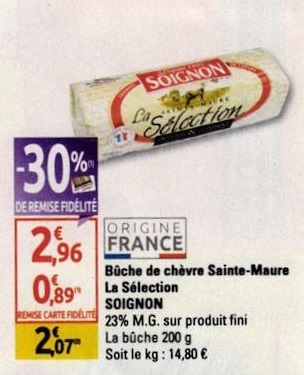 SOIGNON
SAINTE-MAURE
La Sélection
-30%
DE REMISE FIDÉLITÉ
2,€96
0,€89
REMISE CARTE FIDÉLITÉ
2,€07
ORIGINE
FRANCE
Bûche de chèvre Sainte-Maure
La Sélection
SOIGNON
23% M.G. sur produit fini
La bûche 200 g
Soit le kg : 14,80 €